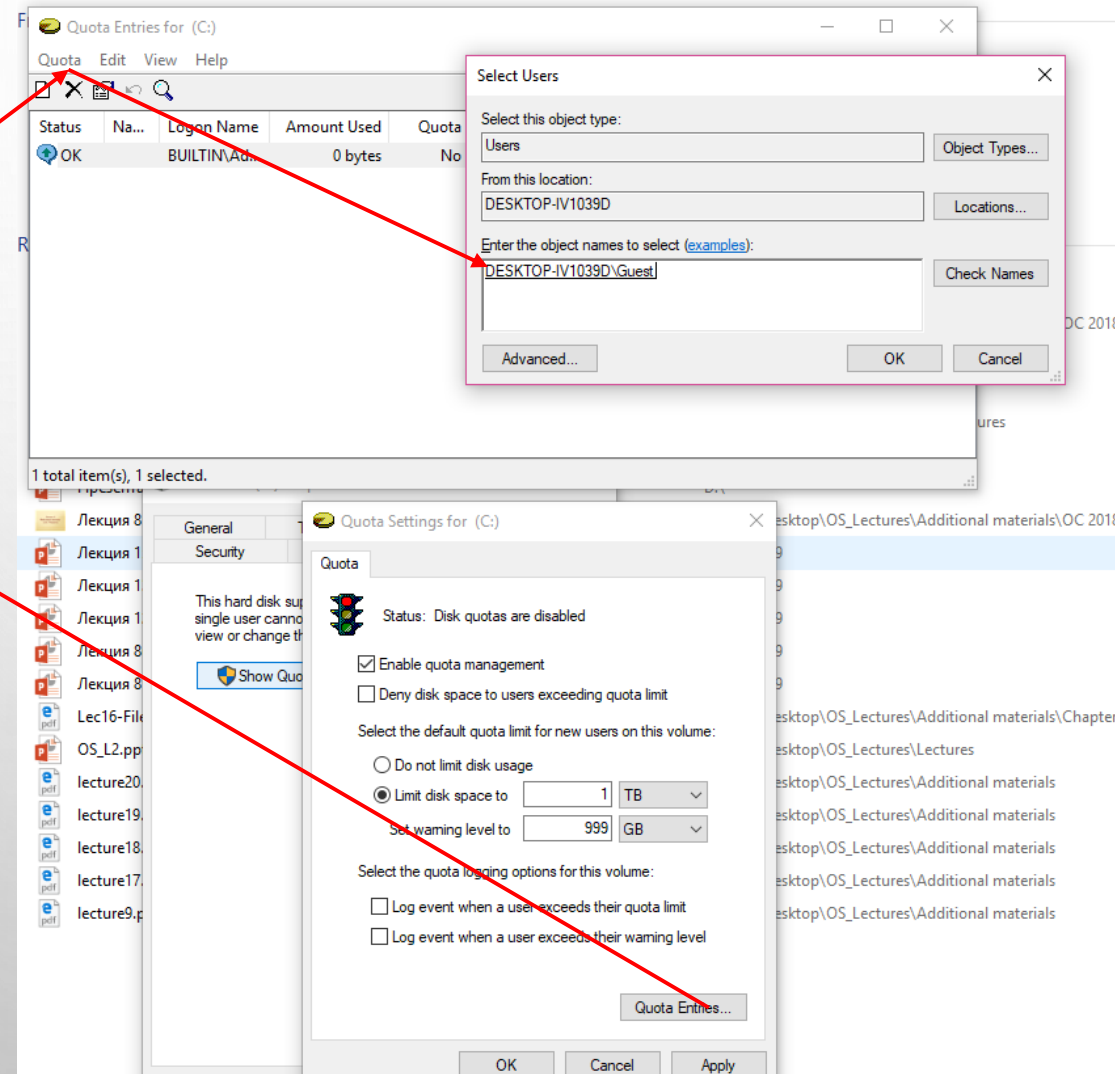 Quota Entries for (C:)
Quota Edit View Help
Status Na... Logon Name Amount Used Quota
OK BUILTIN\Ad... 0 bytes No
1 total item(s), 1 selected.
Select Users
Select this object type:
Users
Object Types...
From this location:
DESKTOP-IV1039D
Locations...
Enter the object names to select (examples):
DESKTOP-IV1039D\Guest
Check Names
Advanced...
OK
Cancel
OC 2018
ures
D:\
Лекция 8
esktop\OS_Lectures\Additional materials\OC 2018
Лекция 1
9
Лекция 1
9
Лекция 1
9
Лекция 8
9
Лекция 8
9
Lec16-File
esktop\OS_Lectures\Additional materials\Chapter
OS_L2.pp
esktop\OS_Lectures\Lectures
lecture20.
esktop\OS_Lectures\Additional materials
lecture19.
esktop\OS_Lectures\Additional materials
lecture18.
esktop\OS_Lectures\Additional materials
lecture17.
esktop\OS_Lectures\Additional materials
lecture9.p
esktop\OS_Lectures\Additional materials
General
Security
This hard disk sup
single user canno
view or change th
Show Quo
Quota Settings for (C:)
Quota
Status: Disk quotas are disabled
Enable quota management
Deny disk space to users exceeding quota limit
Select the default quota limit for new users on this volume:
Do not limit disk usage
Limit disk space to 1 TB
Set warning level to 999 GB
Select the quota logging options for this volume:
Log event when a user exceeds their quota limit
Log event when a user exceeds their warning level
Quota Entries...
OK Cancel Apply